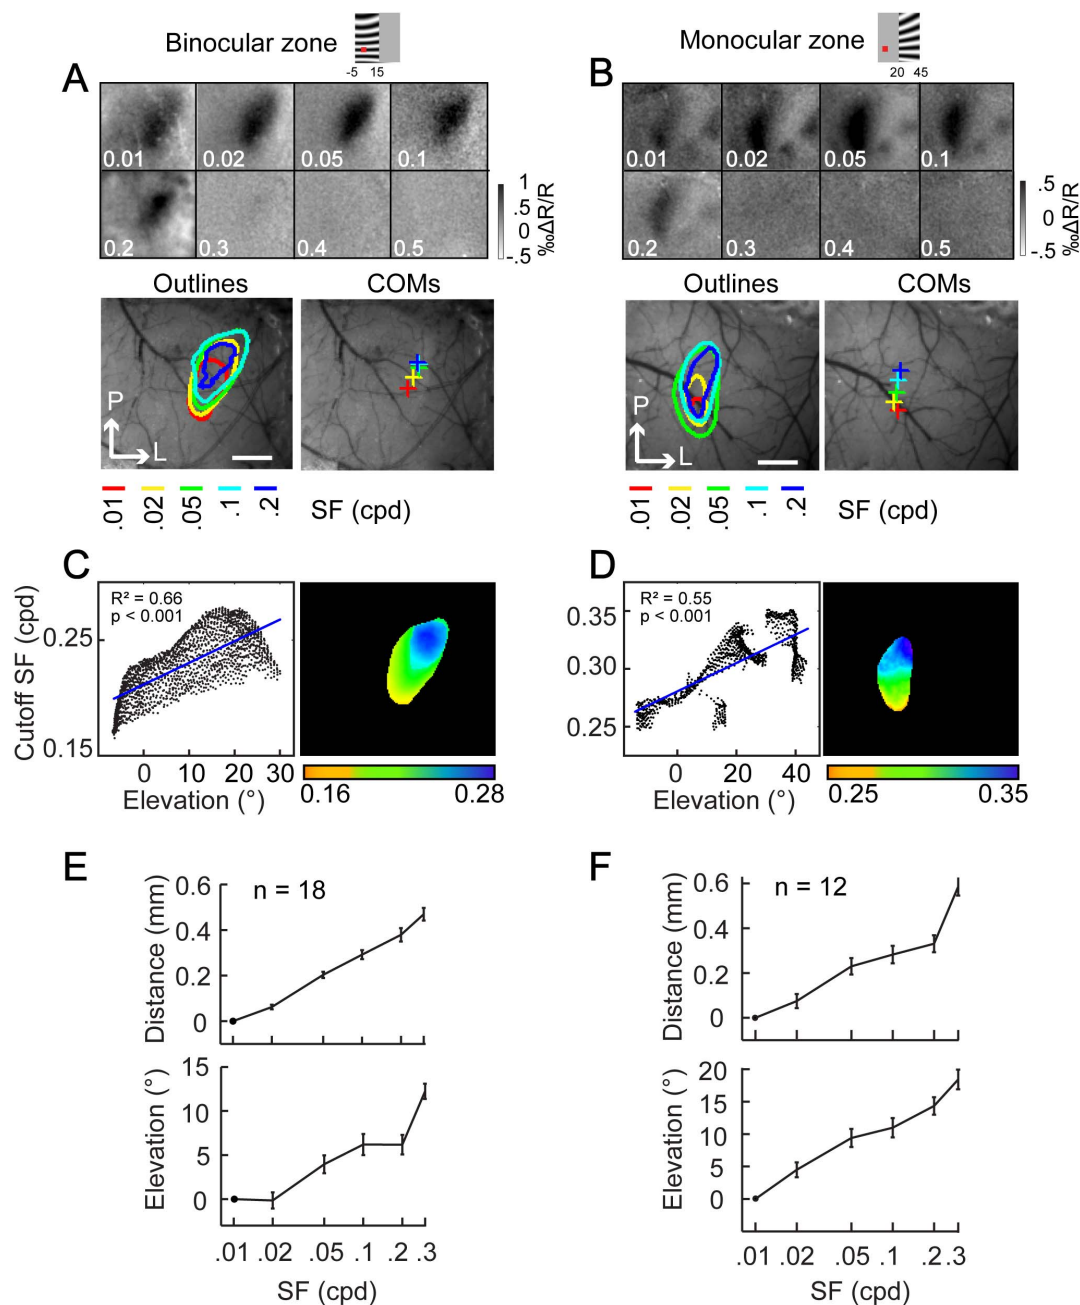 Binocular zone
-5 15
Monocular zone
20 45
A
0.01 0.02 0.05 0.1
0.2 0.3 0.4 0.5
1
.5
0
-.5
‰ΔR/R
Outlines COMs
P
L
.01 .02 .05 .1 .2 SF (cpd)
B
0.01 0.02 0.05 0.1
0.2 0.3 0.4 0.5
.5
0
-.5
‰ΔR/R
Outlines COMs
P
L
.01 .02 .05 .1 .2 SF (cpd)
C
R² = 0.66
p < 0.001
Cutoff SF (cpd)
0.25
0.15
0 10 20 30
Elevation (°)
0.16 0.28
D
R² = 0.55
p < 0.001
0.35
0.30
0.25
0 20 40
Elevation (°)
0.25 0.35
E
n = 18
Distance (mm)
0.6
0.4
0.2
0
Elevation (°)
15
10
5
0
.01 .02 .05 .1 .2 .3
SF (cpd)
F
n = 12
Distance (mm)
0.6
0.4
0.2
0
Elevation (°)
20
15
10
5
0
.01 .02 .05 .1 .2 .3
SF (cpd)